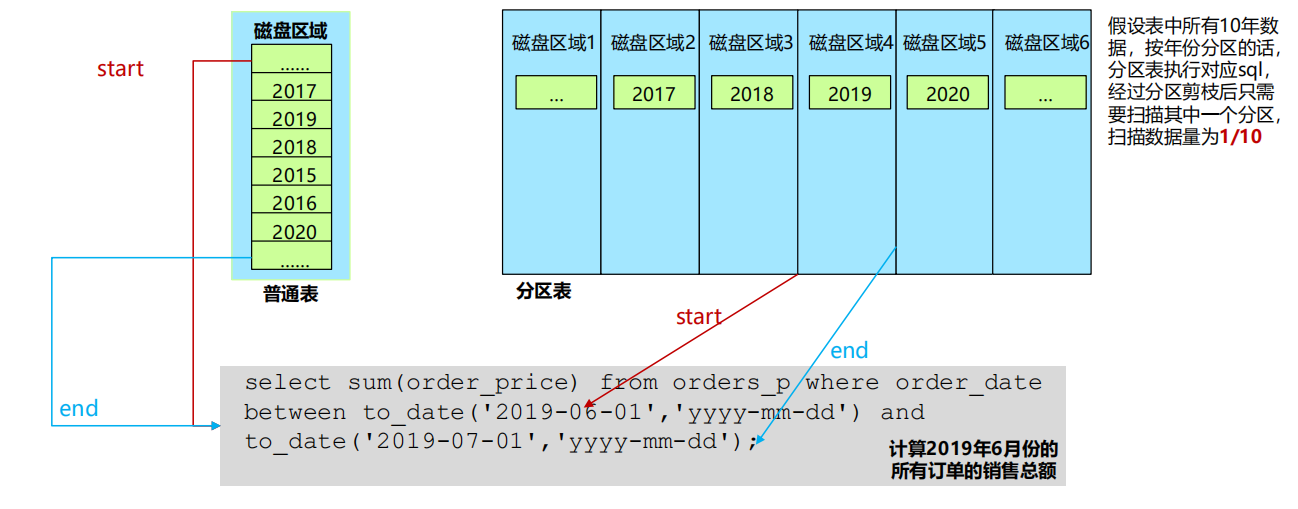 磁盘区域
......
2017
2019
2018
2015
2016
2020
......
普通表
start
end
磁盘区域1
磁盘区域2
磁盘区域3
磁盘区域4
磁盘区域5
磁盘区域6
...
2017
2018
2019
2020
...
分区表
假设表中所有10年数
据，按年份分区的话，
分区表执行对应sql，
经过分区剪枝后只需
要扫描其中一个分区，
扫描数据量为1/10
start
end
select sum(order_price) from orders_p where order_date
between to_date('2019-06-01','yyyy-mm-dd') and
to_date('2019-07-01','yyyy-mm-dd');
计算2019年6月份的
所有订单的销售总额